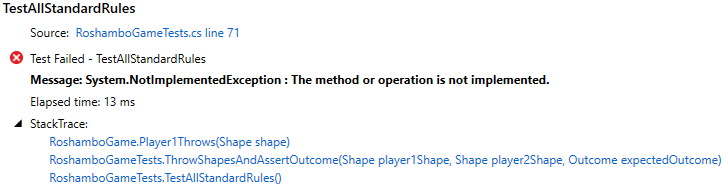 TestAllStandardRules
Source: RoshamboGameTests.cs line 71
Test Failed - TestAllStandardRules
Message: System.NotImplementedException : The method or operation is not implemented.
Elapsed time: 13 ms
StackTrace:
RoshamboGame.Player1Throws(Shape shape)
RoshamboGameTests.ThrowShapesAndAssertOutcome(Shape player1Shape, Shape player2Shape, Outcome expectedOutcome)
RoshamboGameTests.TestAllStandardRules()